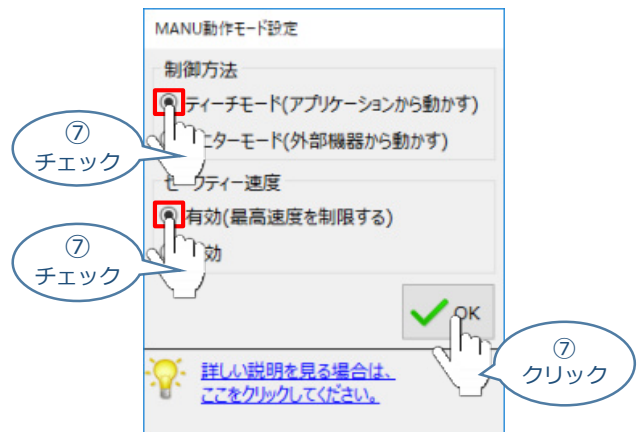 MANU動作モード設定
制御方法
ティーチモード(アプリケーションから動かす)
ターモード(外部機器から動かす)
⑦
チェック
ティー速度
有効(最高速度を制限する)
効
⑦
チェック
OK
⑦
クリック
詳しい説明を見る場合は、
ここをクリックしてください。